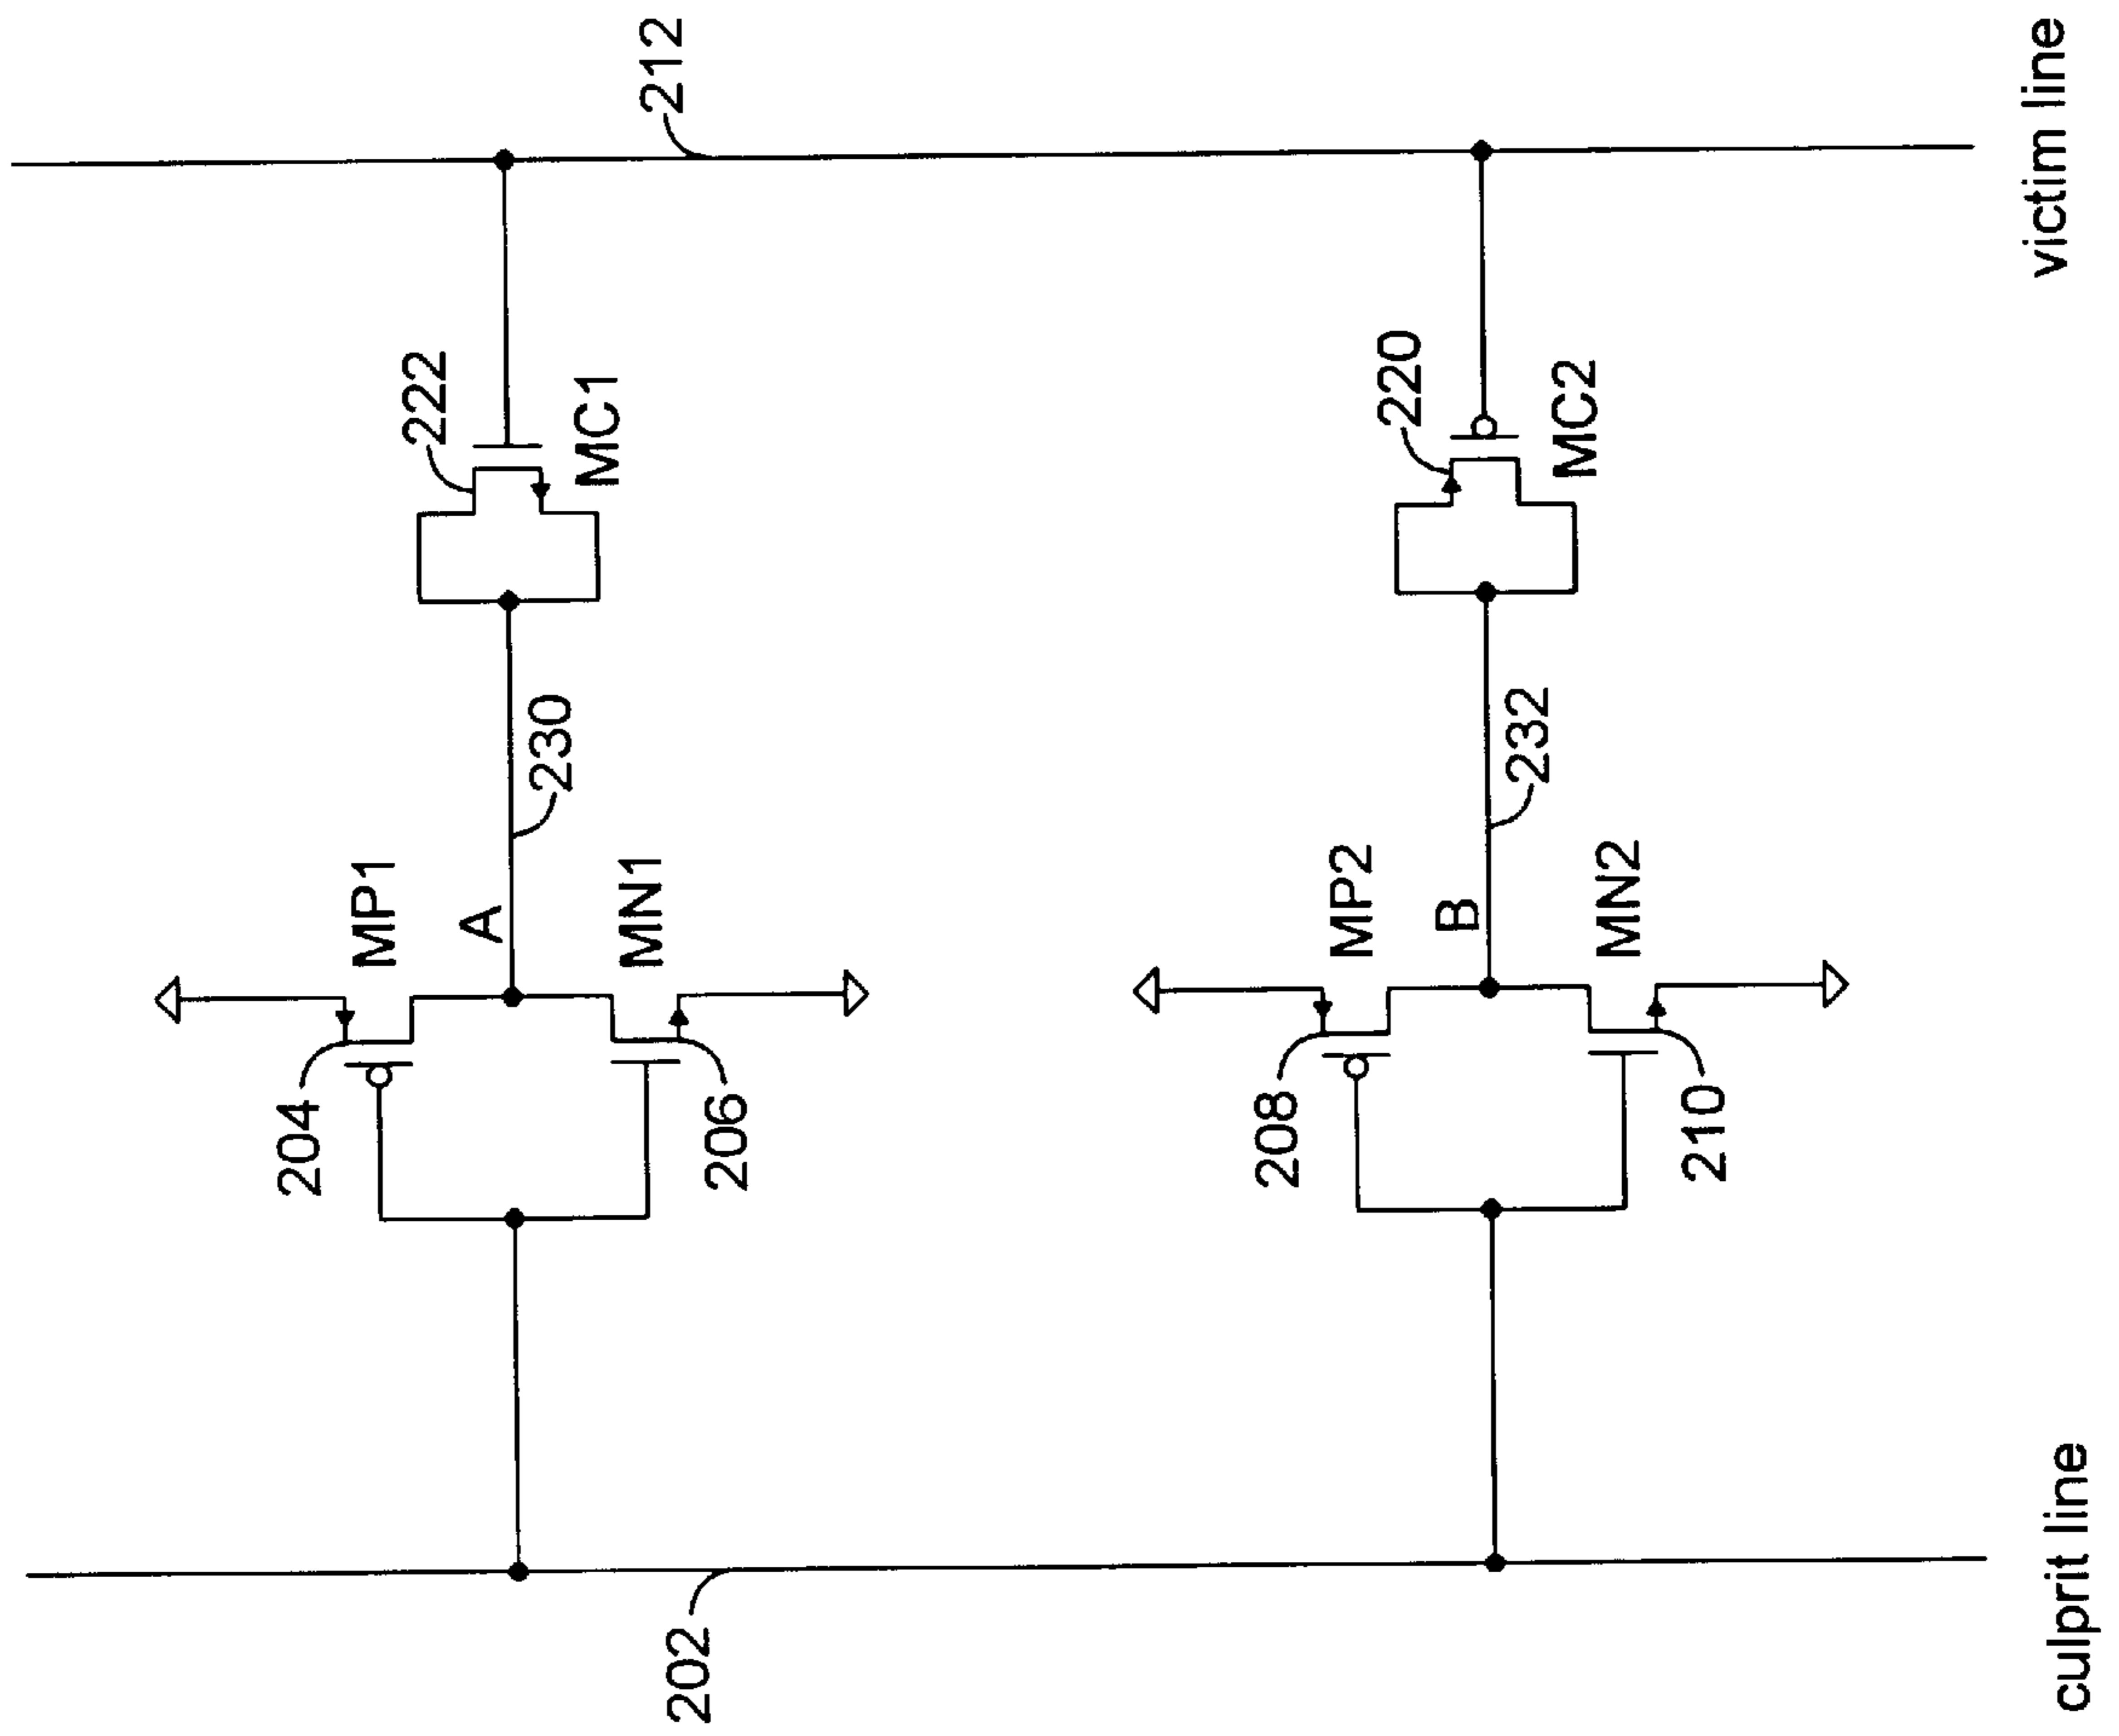 212
222
MC1
220
MC2
230
232
MP1
A
MN1
MP2
B
MN2
204
206
208
210
202
culprit line
victim line